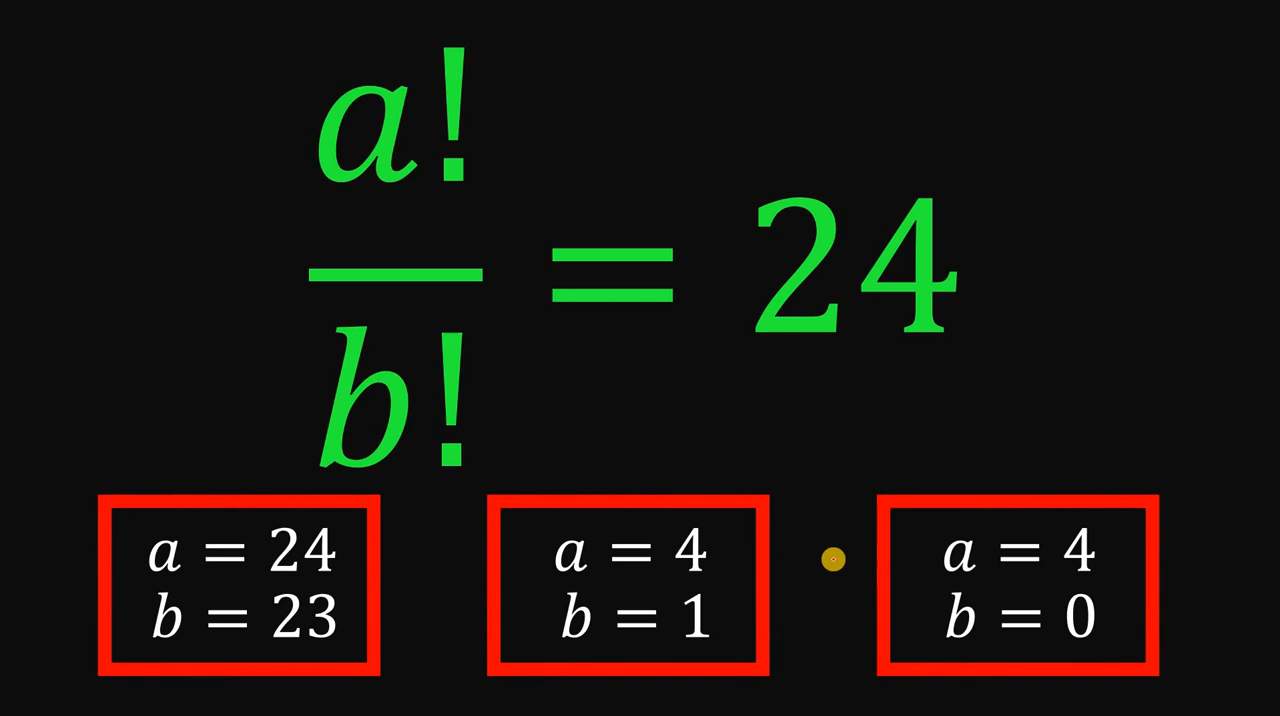 a!
/
b!
= 24
a = 24
b = 23
a = 4
b = 1
a = 4
b = 0